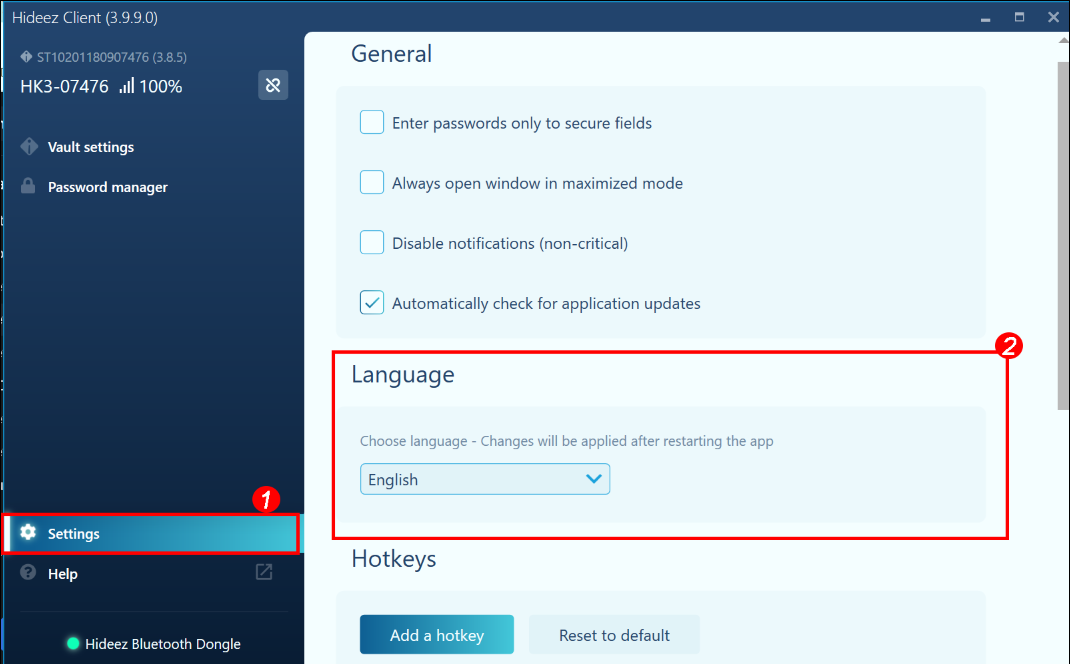 Hideez Client (3.9.9.0)
ST10201180907476 (3.8.5)
HK3-07476 100%
Vault settings
Password manager
1
Settings
Help
Hideez Bluetooth Dongle
General
Enter passwords only to secure fields
Always open window in maximized mode
Disable notifications (non-critical)
Automatically check for application updates
2
Language
Choose language - Changes will be applied after restarting the app
English
Hotkeys
Add a hotkey
Reset to default